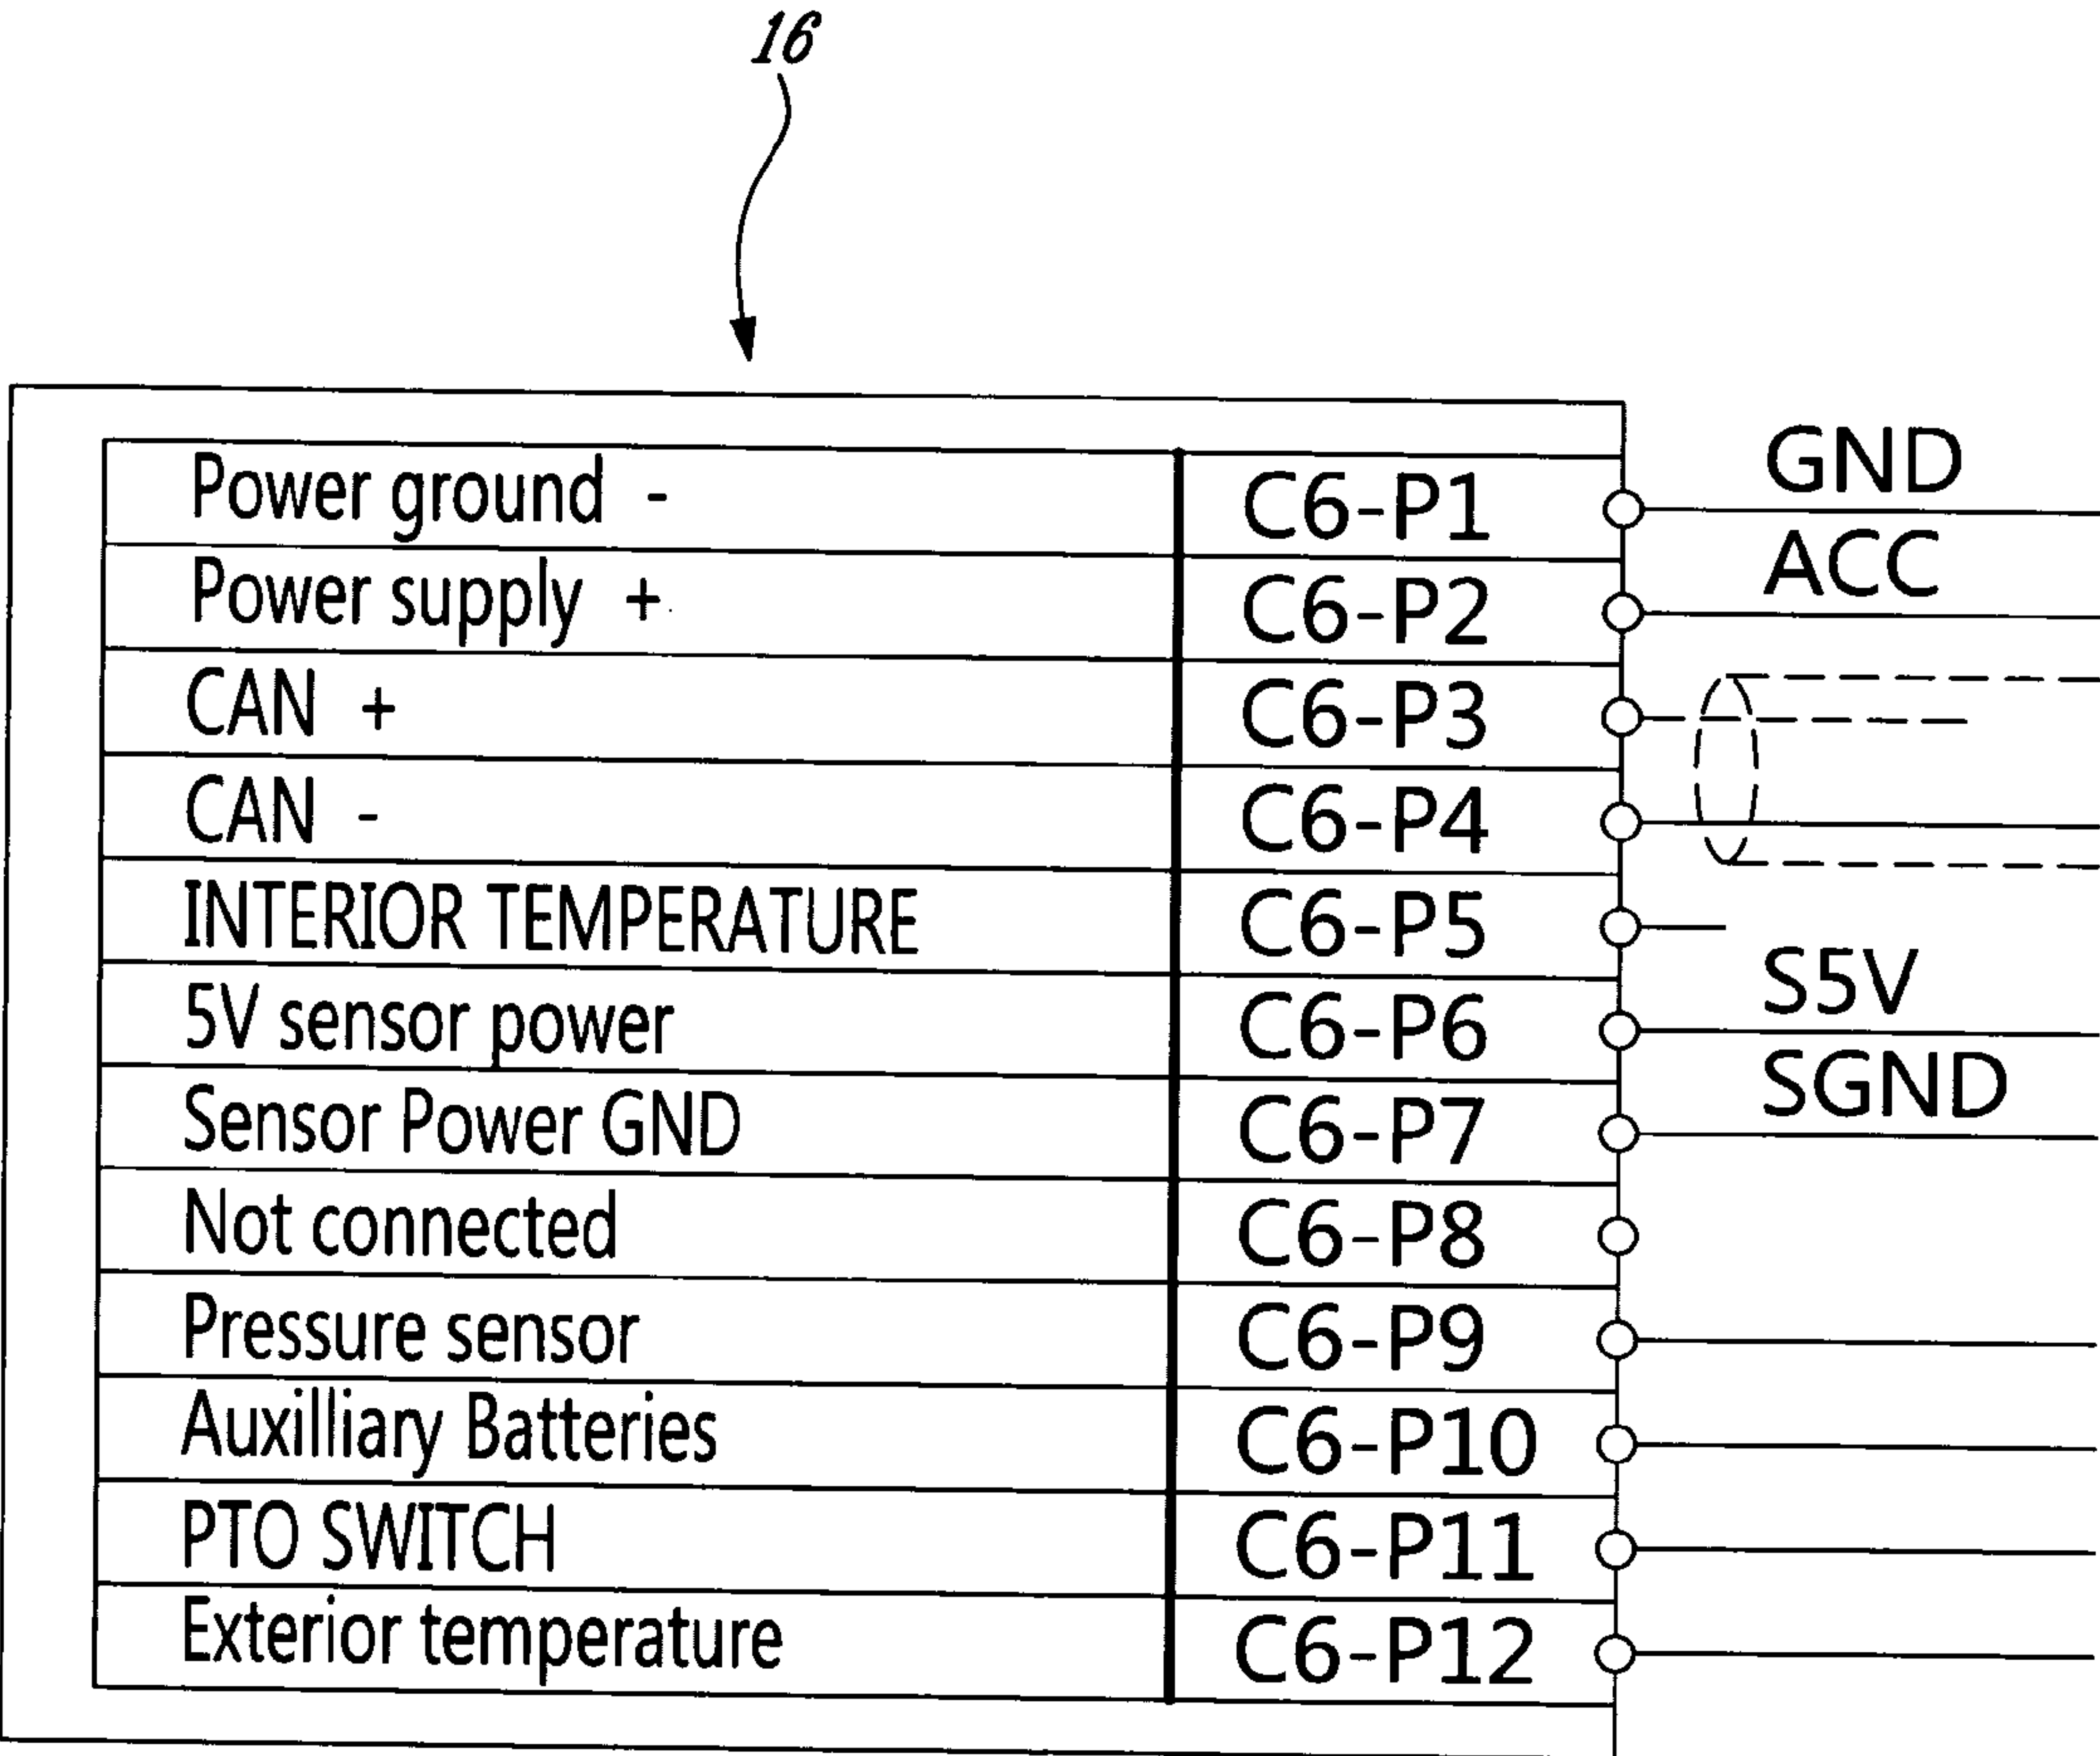 16
Power ground - C6-P1 GND
Power supply + C6-P2 ACC
CAN + C6-P3
CAN - C6-P4
INTERIOR TEMPERATURE C6-P5
5V sensor power C6-P6 S5V
Sensor Power GND C6-P7 SGND
Not connected C6-P8
Pressure sensor C6-P9
Auxilliary Batteries C6-P10
PTO SWITCH C6-P11
Exterior temperature C6-P12